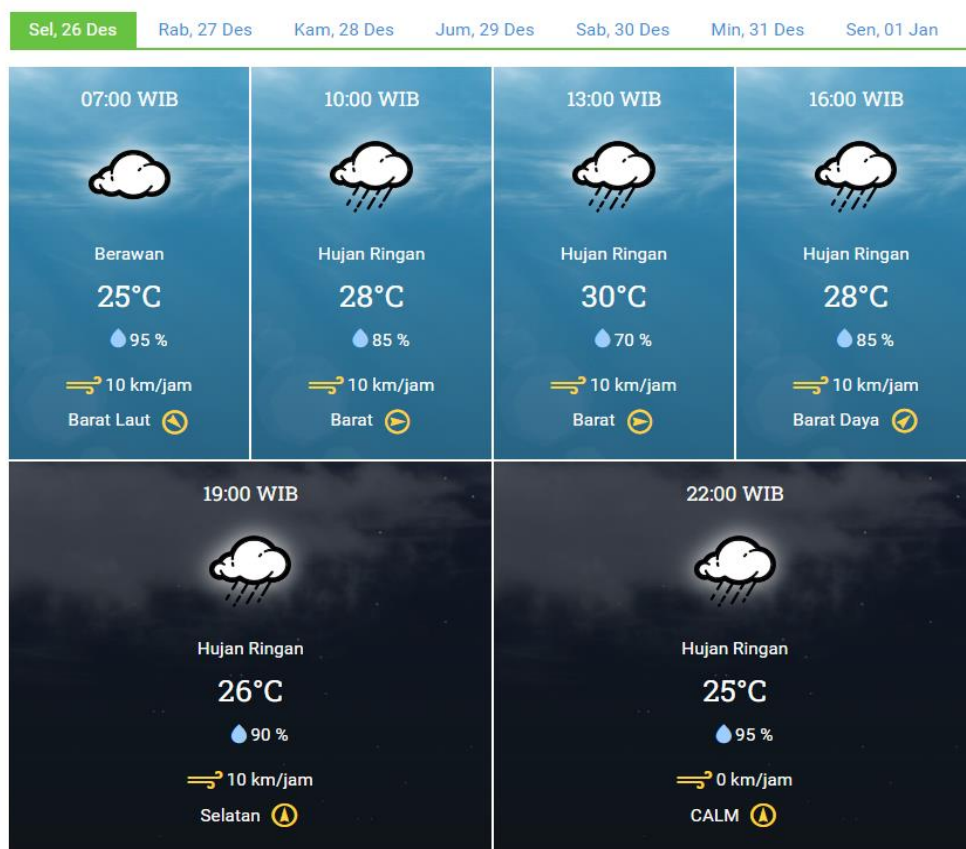 Sel, 26 Des Rab, 27 Des Kam, 28 Des Jum, 29 Des Sab, 30 Des Min, 31 Des Sen, 01 Jan
07:00 WIB
Berawan
25°C
95 %
10 km/jam
Barat Laut
10:00 WIB
Hujan Ringan
28°C
85 %
10 km/jam
Barat
13:00 WIB
Hujan Ringan
30°C
70 %
10 km/jam
Barat
16:00 WIB
Hujan Ringan
28°C
85 %
10 km/jam
Barat Daya
19:00 WIB
Hujan Ringan
26°C
90 %
10 km/jam
Selatan
22:00 WIB
Hujan Ringan
25°C
95 %
0 km/jam
CALM